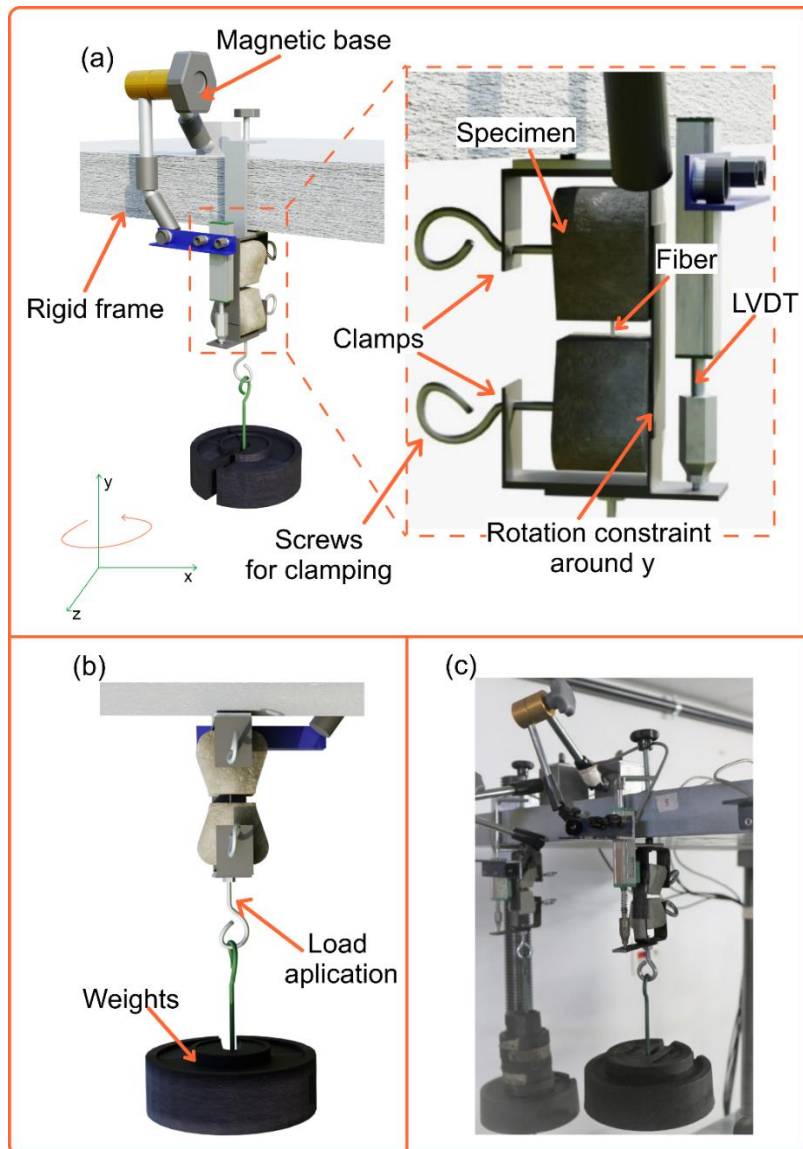 (a)
Magnetic base
Specimen
Fiber
LVDT
Rigid frame
Clamps
Screws
for clamping
Rotation constraint
around y
y
x
z
(b)
Load
aplication
Weights
(c)